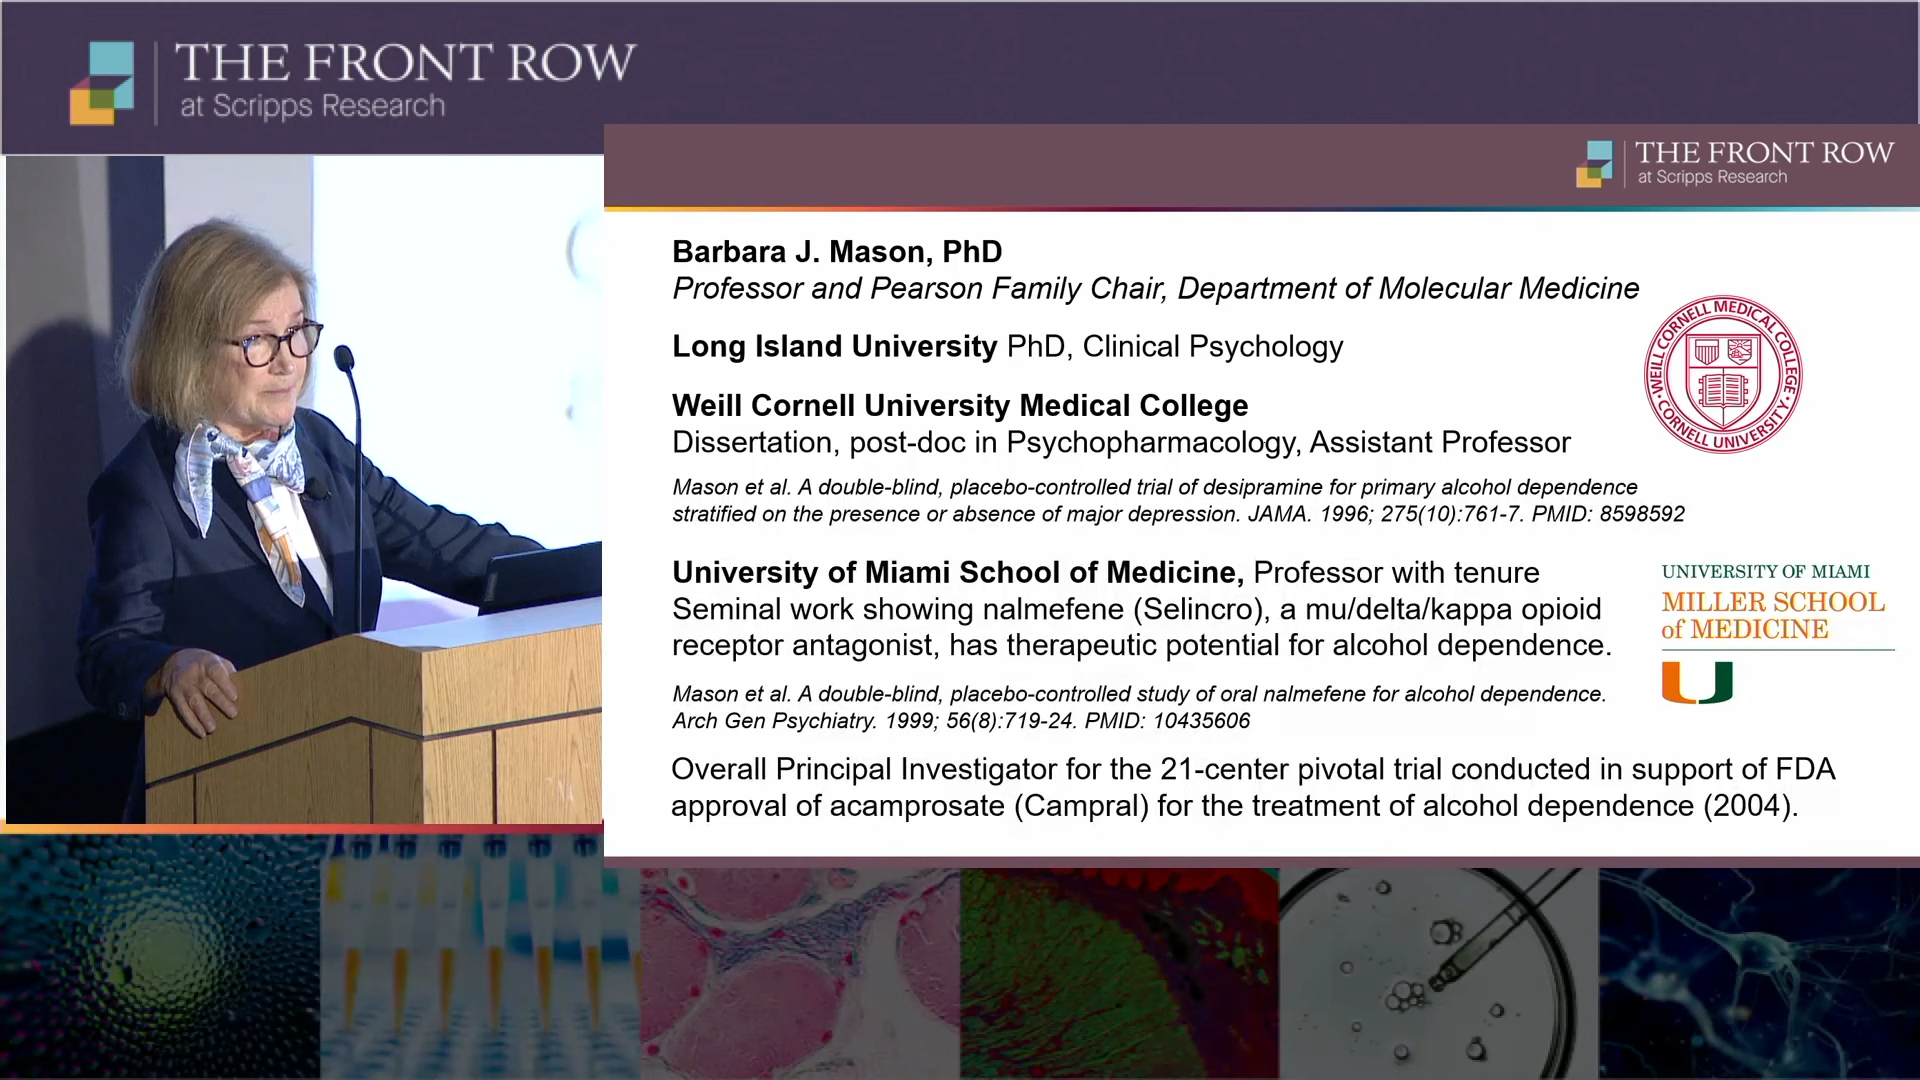 THE FRONT ROW
at Scripps Research
THE FRONT ROW
at Scripps Research
Barbara J. Mason, PhD
Professor and Pearson Family Chair, Department of Molecular Medicine
Long Island University PhD, Clinical Psychology
Weill Cornell University Medical College
Dissertation, post-doc in Psychopharmacology, Assistant Professor
WEILL CORNELL MEDICAL COLLEGE
CORNELL UNIVERSITY
Mason et al. A double-blind, placebo-controlled trial of desipramine for primary alcohol dependence
stratified on the presence or absence of major depression. JAMA. 1996; 275(10):761-7. PMID: 8598592
University of Miami School of Medicine, Professor with tenure
Seminal work showing nalmefene (Selincro), a mu/delta/kappa opioid
receptor antagonist, has therapeutic potential for alcohol dependence.
UNIVERSITY OF MIAMI
MILLER SCHOOL
of MEDICINE
Mason et al. A double-blind, placebo-controlled study of oral nalmefene for alcohol dependence.
Arch Gen Psychiatry. 1999; 56(8):719-24. PMID: 10435606
Overall Principal Investigator for the 21-center pivotal trial conducted in support of FDA
approval of acamprosate (Campral) for the treatment of alcohol dependence (2004).